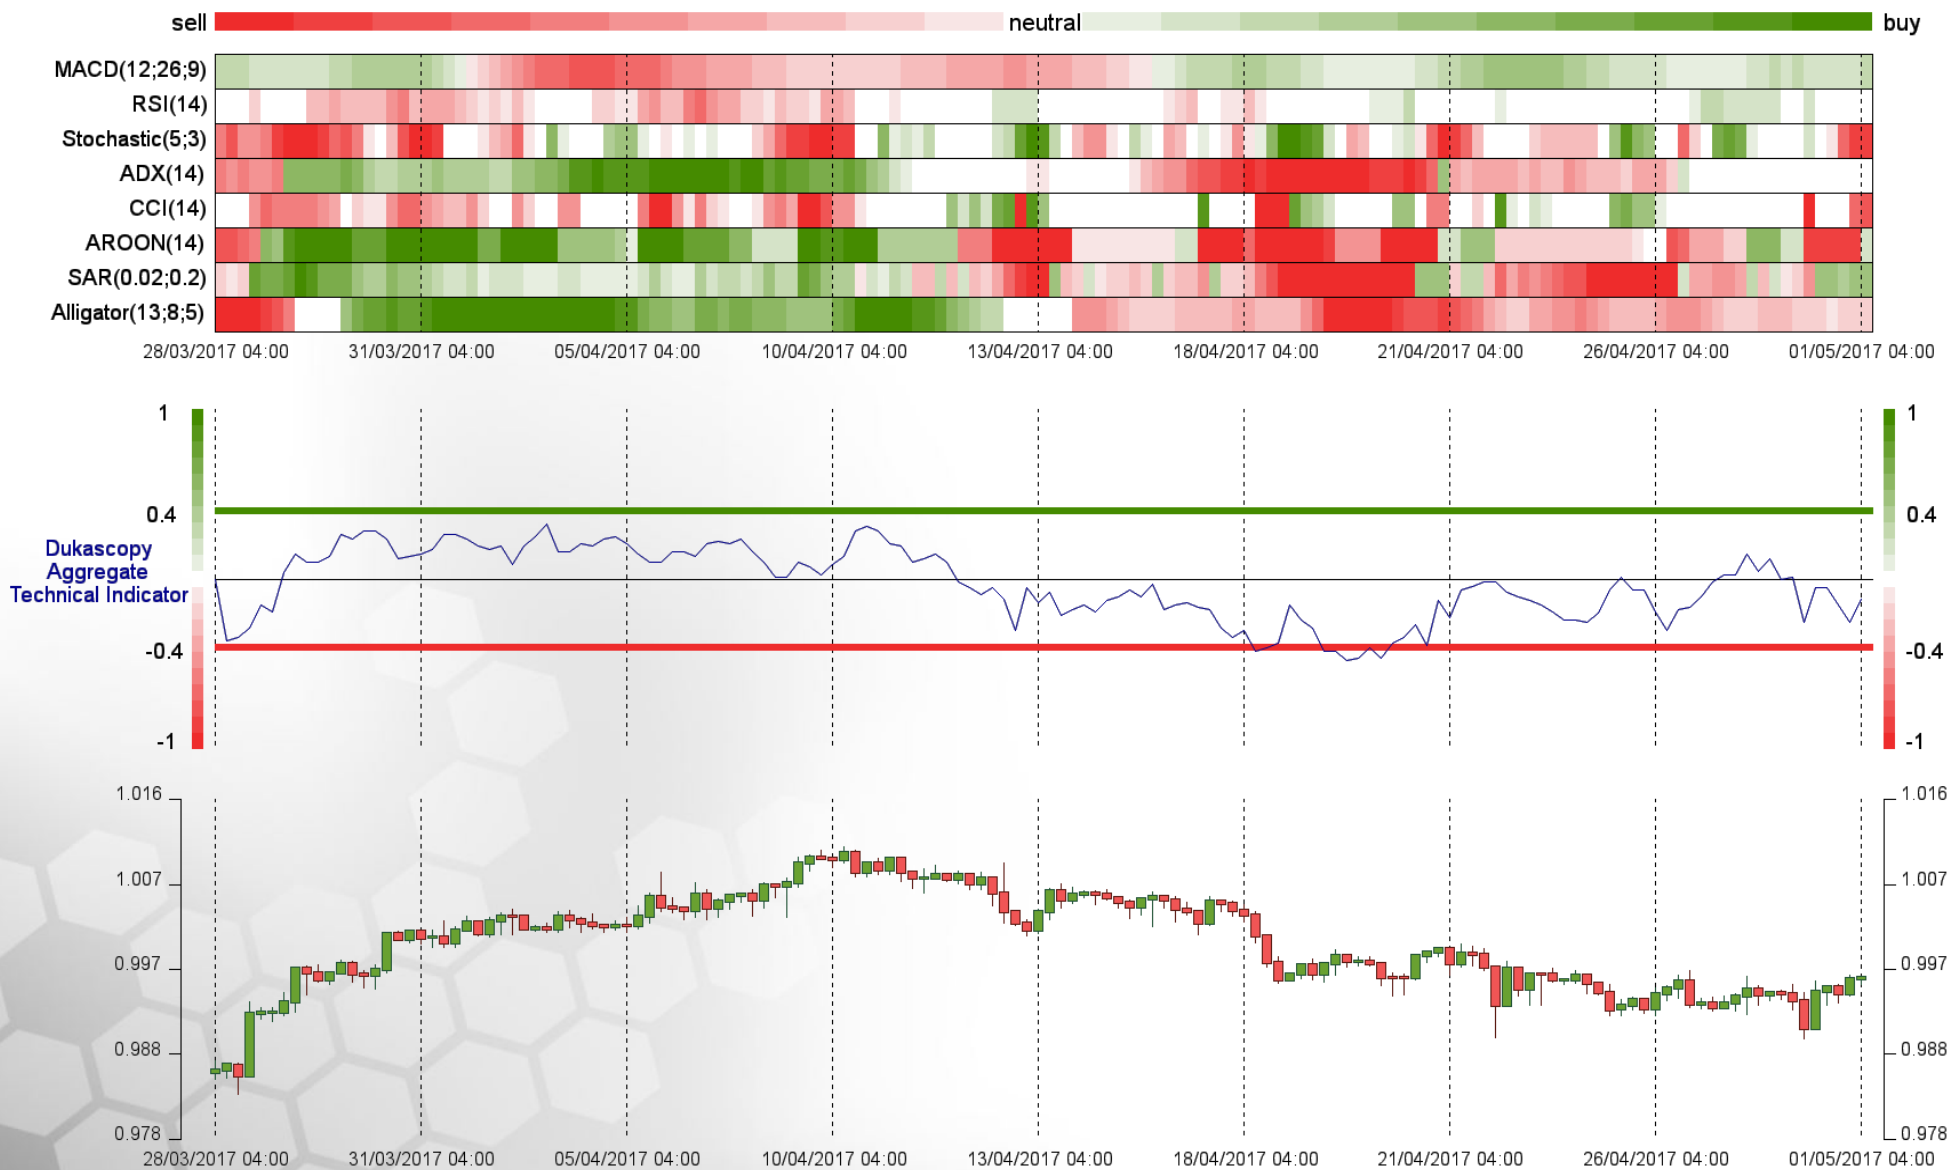 sell neutral buy
MACD(12;26;9)
RSI(14)
Stochastic(5;3)
ADX(14)
CCI(14)
AROON(14)
SAR(0.02;0.2)
Alligator(13;8;5)
28/03/2017 04:00 31/03/2017 04:00 05/04/2017 04:00 10/04/2017 04:00 13/04/2017 04:00 18/04/2017 04:00 21/04/2017 04:00 26/04/2017 04:00 01/05/2017 04:00
1 1
0.4 0.4
Dukascopy
Aggregate
Technical Indicator
-0.4 -0.4
-1 -1
1.016 1.016
1.007 1.007
0.997 0.997
0.988 0.988
0.978 0.978
28/03/2017 04:00 31/03/2017 04:00 05/04/2017 04:00 10/04/2017 04:00 13/04/2017 04:00 18/04/2017 04:00 21/04/2017 04:00 26/04/2017 04:00 01/05/2017 04:00